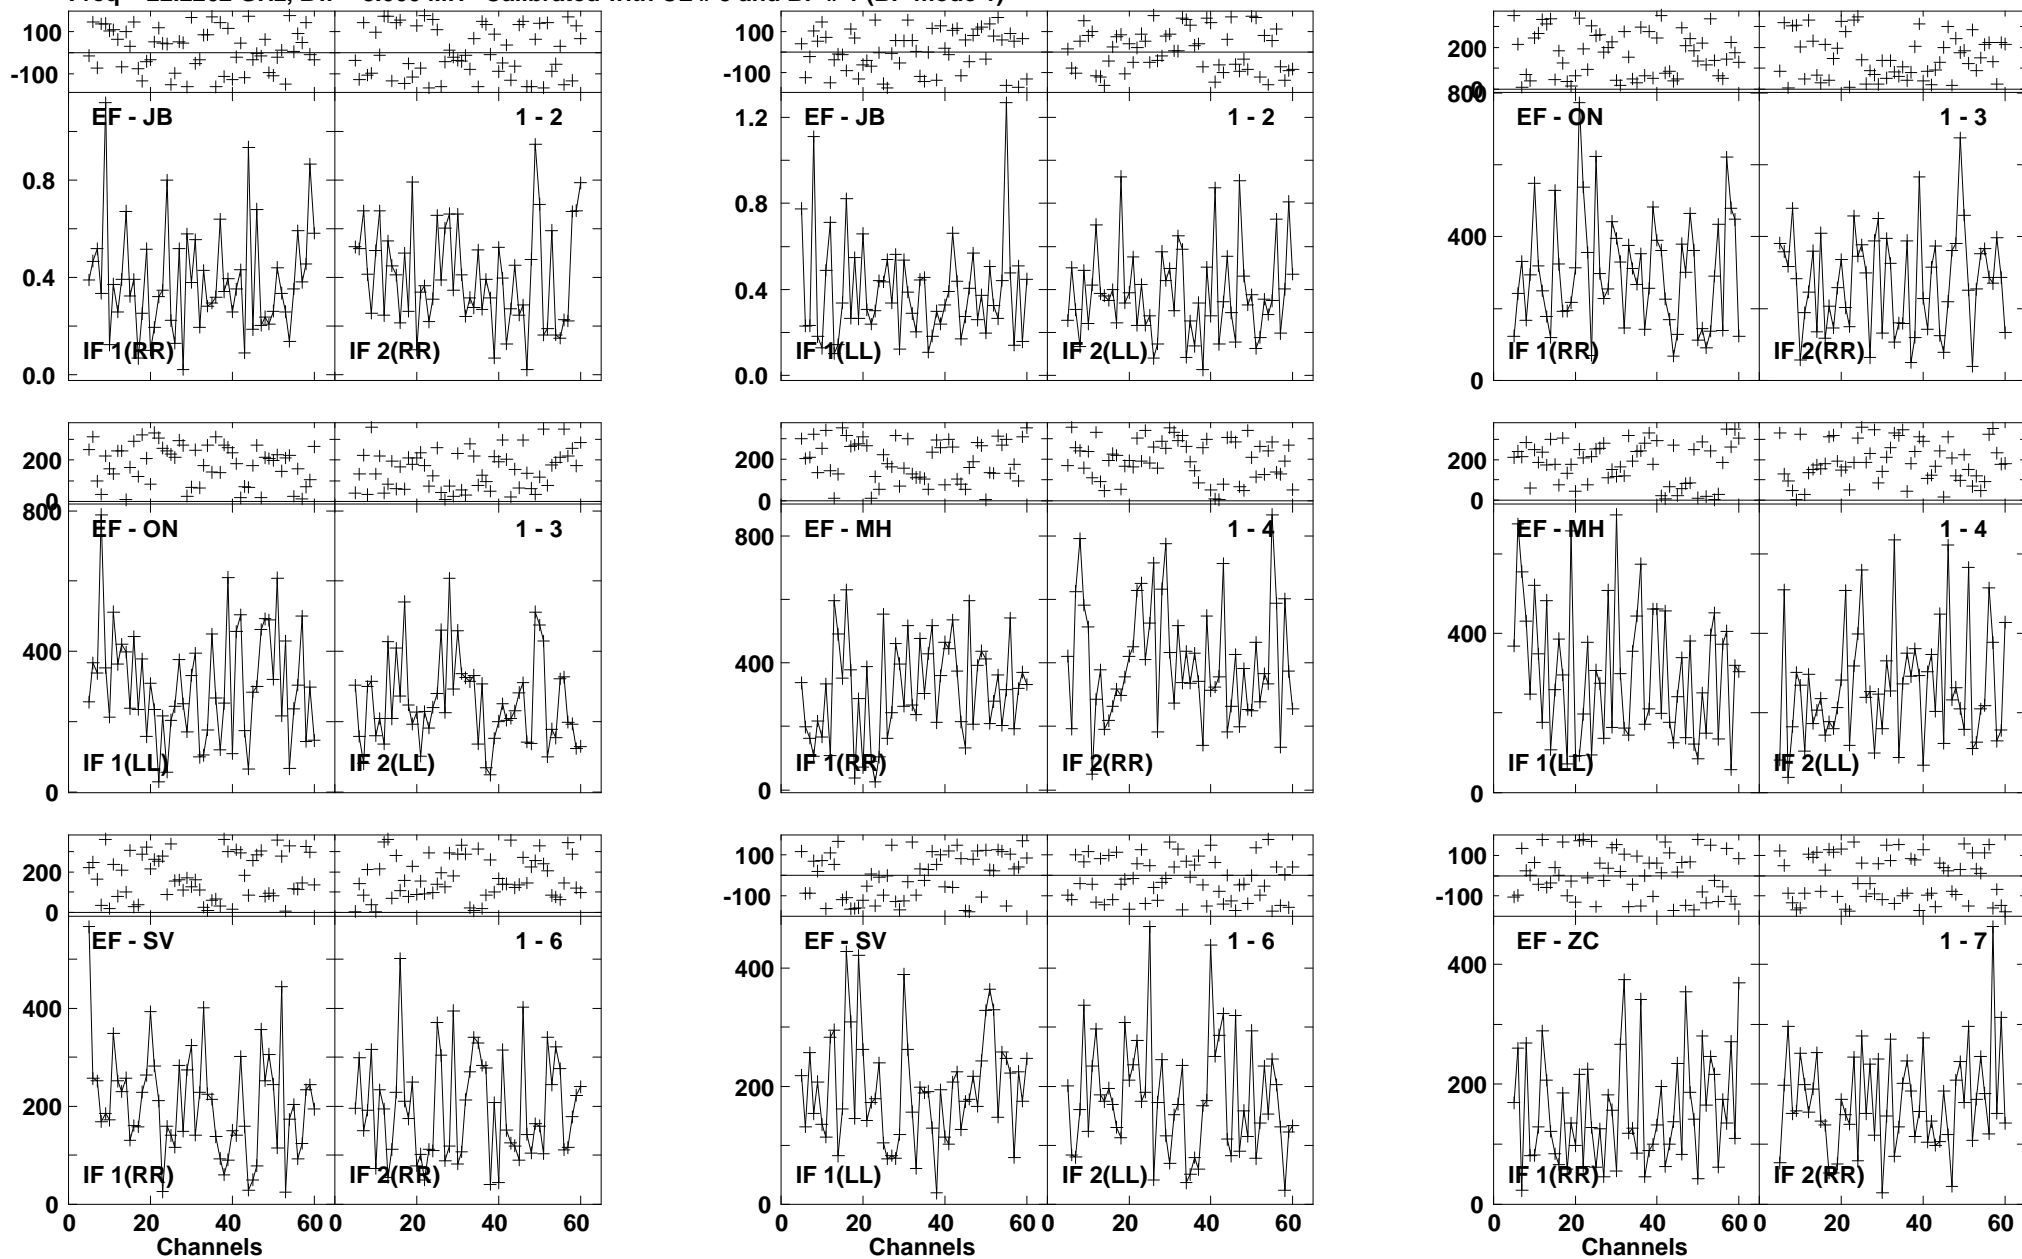 100
-100
EF - JB
1 - 2
0.8
0.4
0.0
IF 1(RR)
IF 2(RR)
100
-100
EF - JB
1 - 2
1.2
0.8
0.4
0.0
IF 1(LL)
IF 2(LL)
200
0
800
EF - ON
1 - 3
400
0
IF 1(RR)
IF 2(RR)
200
0
800
EF - ON
1 - 3
400
0
IF 1(LL)
IF 2(LL)
200
0
EF - MH
1 - 4
800
400
0
IF 1(RR)
IF 2(RR)
200
0
EF - MH
1 - 4
400
0
IF 1(LL)
IF 2(LL)
200
0
EF - SV
1 - 6
400
200
0
IF 1(RR)
IF 2(RR)
0 20 40 60 0 20 40 60
Channels
100
-100
EF - SV
1 - 6
400
200
0
IF 1(LL)
IF 2(LL)
0 20 40 60 0 20 40 60
Channels
100
-100
EF - ZC
1 - 7
400
200
0
IF 1(RR)
IF 2(RR)
0 20 40 60 0 20 40 60
Channels